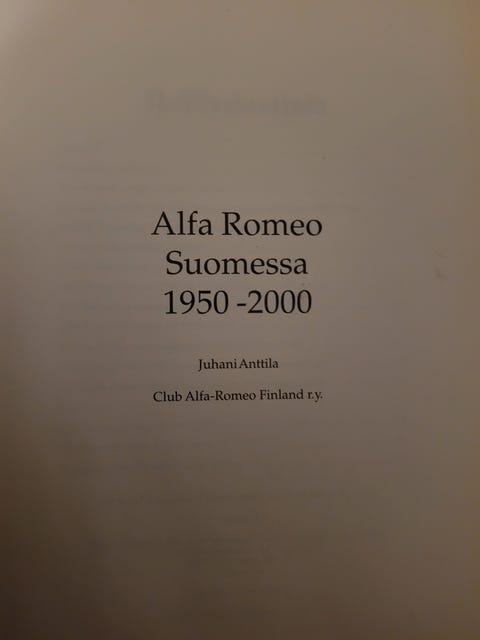 Alfa Romeo
Suomessa
1950 -2000
Juhani Anttila
Club Alfa-Romeo Finland r.y.